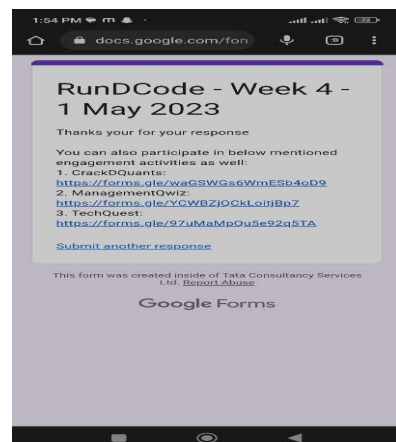 1:54 PM
docs.google.com/forn
RunDCode - Week 4 -
1 May 2023
Thanks your for your response
You can also participate in below mentioned
engagement activities as well:
1. CrackDQuants:
https://forms.gle/waGSWGs6WmESb4oD9
2. ManagementQwiz:
https://forms.gle/YCWBZjQCkLoitjBp7
3. TechQuest:
https://forms.gle/97uMaMpOu5e92q5TA
Submit another response
This form was created inside of Tata Consultancy Services
Ltd. Report Abuse
Google Forms